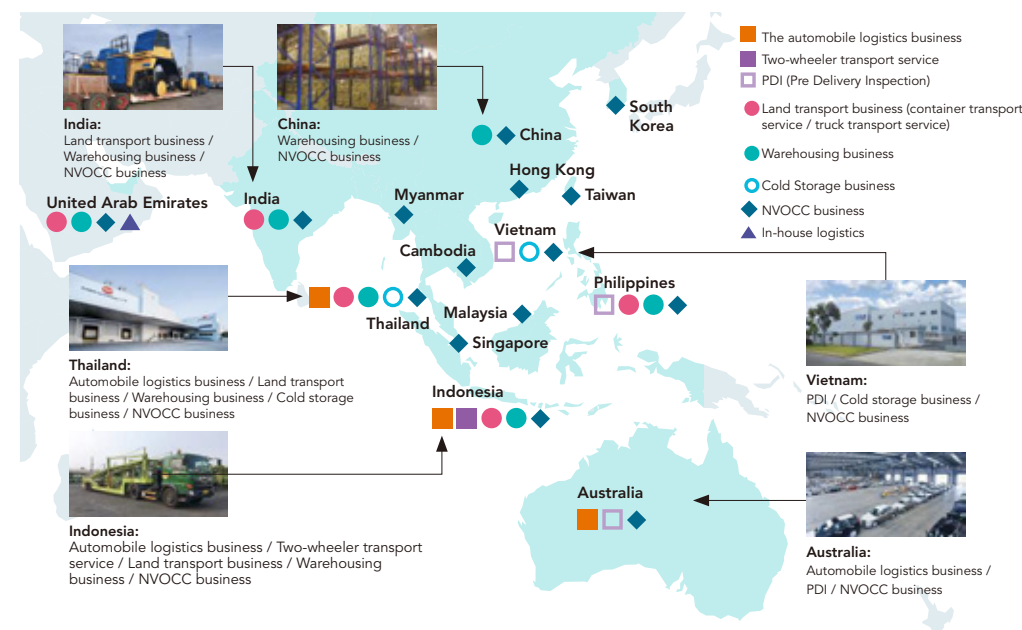 The automobile logistics business
Two-wheeler transport service
PDI (Pre Delivery Inspection)
Land transport business (container transport
service / truck transport service)
Warehousing business
Cold Storage business
NVOCC business
In-house logistics
India:
Land transport business /
Warehousing business /
NVOCC business
China:
Warehousing business /
NVOCC business
South
Korea
China
Hong Kong
Taiwan
United Arab Emirates
India
Myanmar
Vietnam
Cambodia
Philippines
Malaysia
Thailand
Singapore
Thailand:
Automobile logistics business / Land transport
business / Warehousing business / Cold storage
business / NVOCC business
Vietnam:
PDI / Cold storage business /
NVOCC business
Indonesia
Australia
Indonesia:
Automobile logistics business / Two-wheeler transport
service / Land transport business / Warehousing
business / NVOCC business
Australia:
Automobile logistics business /
PDI / NVOCC business